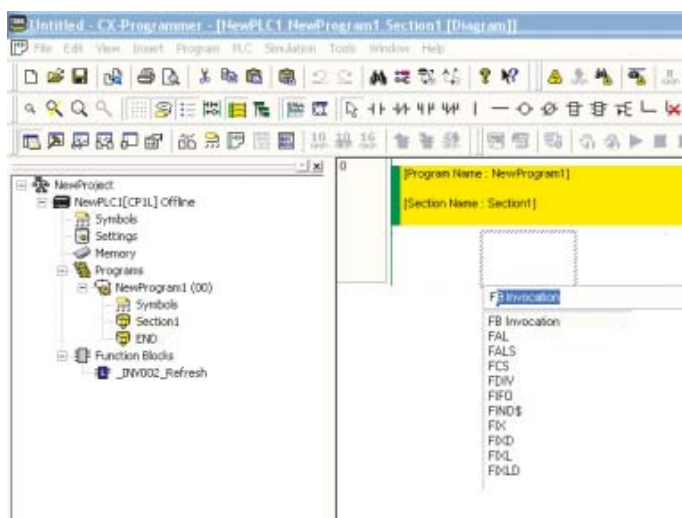 Untitled - CX-Programmer - [NewPLC1.NewProgram1.Section1 [Diagram]]
File Edit View Insert Program PLC Simulation Tools Window Help
NewProject
NewPLC1[CP1L] Offline
Symbols
Settings
Memory
Programs
NewProgram1 (00)
Symbols
Section1
END
Function Blocks
_INV002_Refresh
0
[Program Name : NewProgram1]
[Section Name : Section1]
FB Invocation
FB Invocation
FAL
FALS
FCS
FDIV
FIFO
FIND$
FIX
FIXD
FIXL
FIXLD